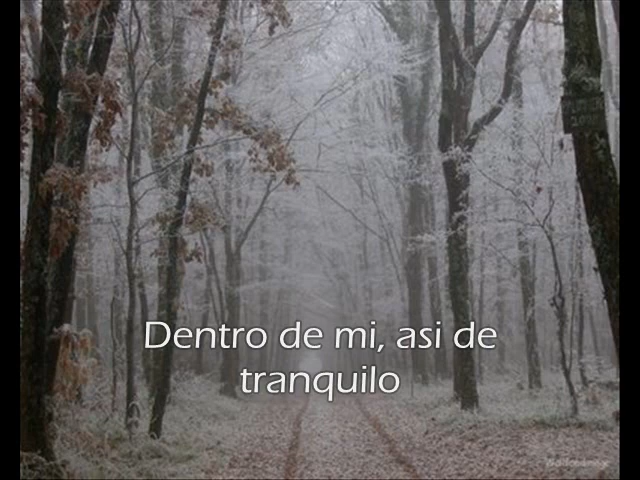 Dentro de mi, asi de
tranquilo